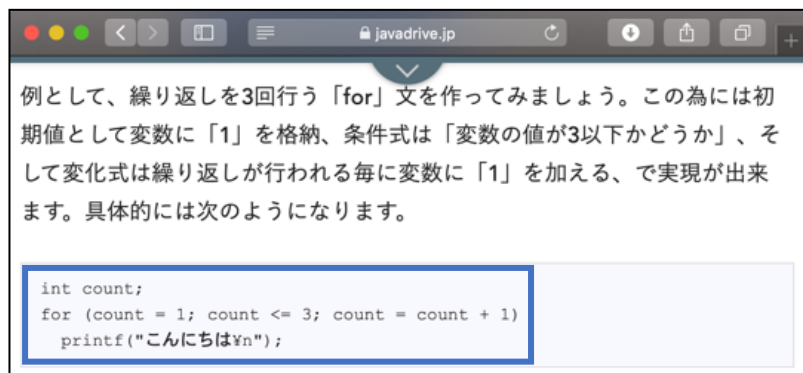 javadrive.jp
例として、繰り返しを3回行う「for」文を作ってみましょう。この為には初
期値として変数に「1」を格納、条件式は「変数の値が3以下かどうか」、そ
して変化式は繰り返しが行われる毎に変数に「1」を加える、で実現が出来
ます。具体的には次のようになります。
int count;
for (count = 1; count <= 3; count = count + 1)
printf("こんにちは¥n");